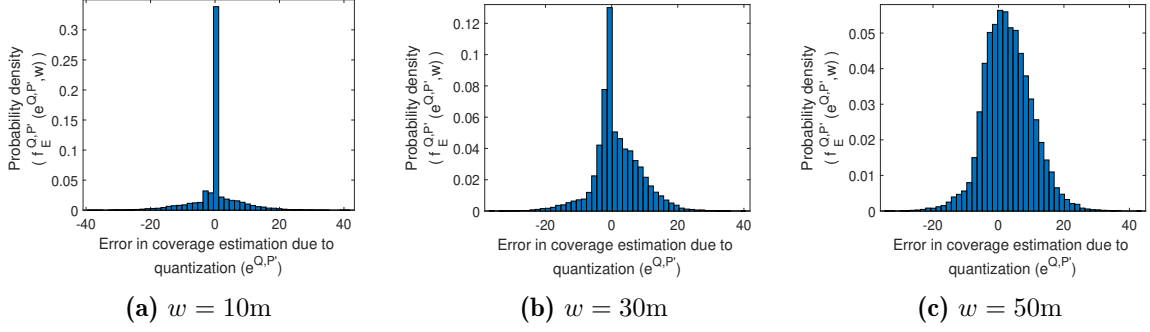 Probability density
( f_E^{Q,P'} (e^{Q,P'},w) )
0.3
0.25
0.2
0.15
0.1
0.05
0
-40
-20
0
20
40
Error in coverage estimation due to
quantization (e^{Q,P'})
(a) w = 10m
Probability density
( f_E^{Q,P'} (e^{Q,P'},w) )
0.12
0.1
0.08
0.06
0.04
0.02
0
-20
0
20
40
Error in coverage estimation due to
quantization (e^{Q,P'})
(b) w = 30m
Probability density
( f_E^{Q,P'} (e^{Q,P'},w) )
0.05
0.04
0.03
0.02
0.01
0
-20
0
20
40
Error in coverage estimation due to
quantization (e^{Q,P'})
(c) w = 50m